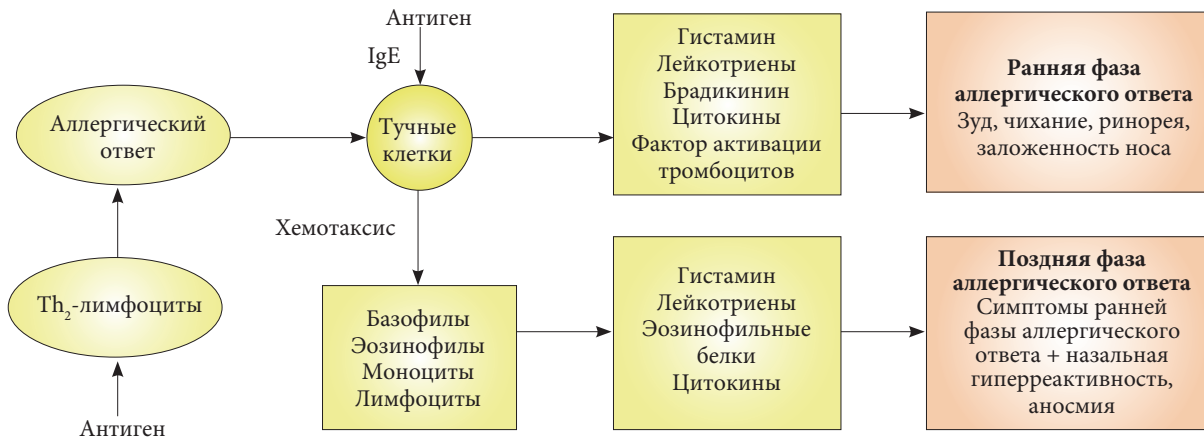 Антиген
IgE
Аллергический
ответ
Тучные
клетки
Гистамин
Лейкотриены
Брадикинин
Цитокины
Фактор активации
тромбоцитов
Ранняя фаза
аллергического ответа
Зуд, чихание, ринорея,
заложенность носа
Хемотаксис
Th₂-лимфоциты
Антиген
Базофилы
Эозинофилы
Моноциты
Лимфоциты
Гистамин
Лейкотриены
Эозинофильные
белки
Цитокины
Поздняя фаза
аллергического ответа
Симптомы ранней
фазы аллергического
ответа + назальная
гиперреактивность,
аносмия